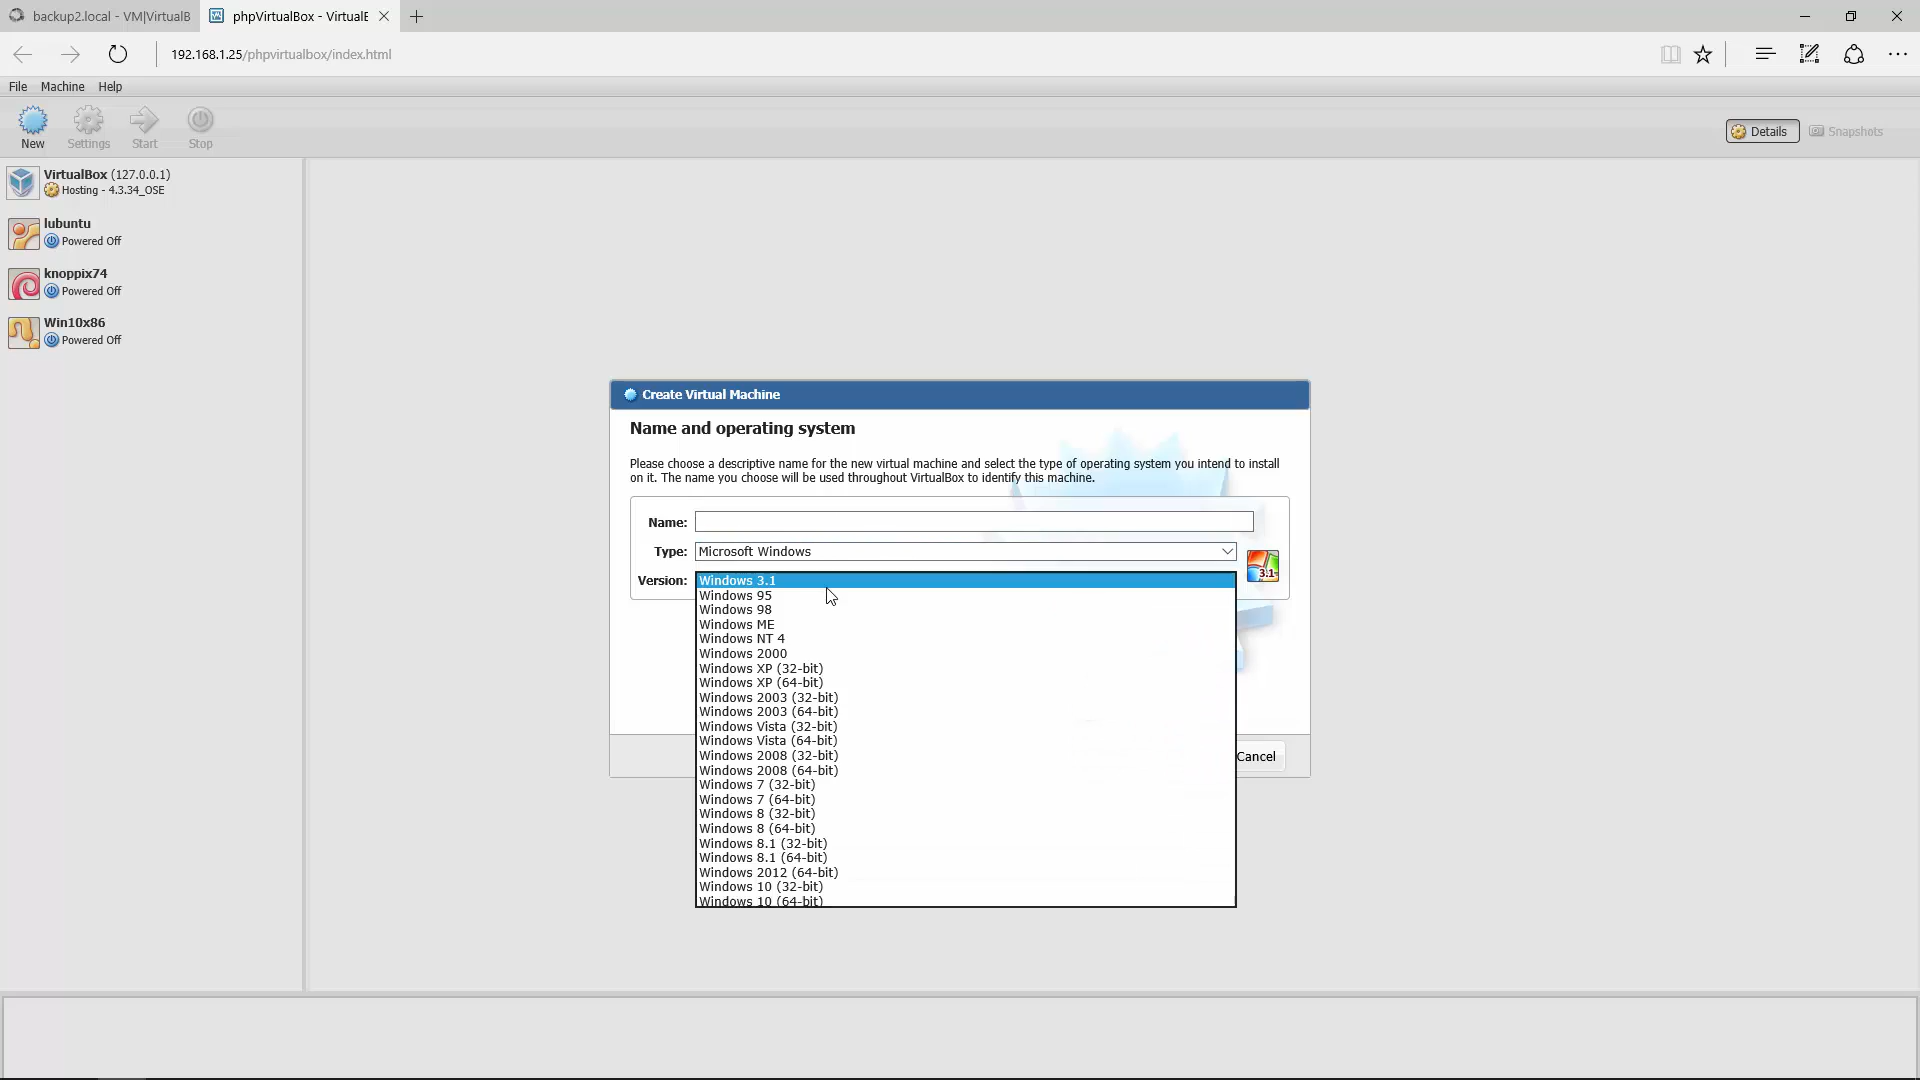 backup2.local - VM|VirtualB
phpVirtualBox - VirtualE
192.168.1.25/phpvirtualbox/index.html
File Machine Help
New Settings Start Stop
Details Snapshots
VirtualBox (127.0.0.1)
Hosting - 4.3.34_OSE
lubuntu
Powered Off
knoppix74
Powered Off
Win10x86
Powered Off
Create Virtual Machine
Name and operating system
Please choose a descriptive name for the new virtual machine and select the type of operating system you intend to install
on it. The name you choose will be used throughout VirtualBox to identify this machine.
Name:
Type: Microsoft Windows
3.1
Version: Windows 3.1
Windows 95
Windows 98
Windows ME
Windows NT 4
Windows 2000
Windows XP (32-bit)
Windows XP (64-bit)
Windows 2003 (32-bit)
Windows 2003 (64-bit)
Windows Vista (32-bit)
Windows Vista (64-bit)
Windows 2008 (32-bit)
Windows 2008 (64-bit)
Windows 7 (32-bit)
Windows 7 (64-bit)
Windows 8 (32-bit)
Windows 8 (64-bit)
Windows 8.1 (32-bit)
Windows 8.1 (64-bit)
Windows 2012 (64-bit)
Windows 10 (32-bit)
Windows 10 (64-bit)
Cancel